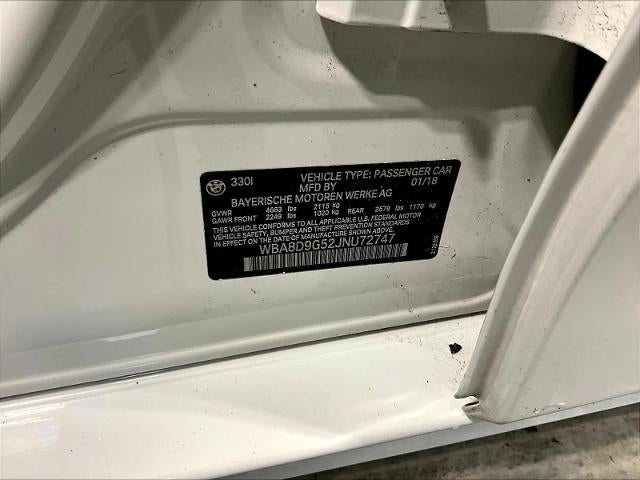 330i VEHICLE TYPE: PASSENGER CAR
MFD BY 01/18
BAYERISCHE MOTOREN WERKE AG
GVWR 4663 lbs 2115 kg
GAWR FRONT 2249 lbs 1020 kg REAR 2579 lbs 1170 kg
THIS VEHICLE CONFORMS TO ALL APPLICABLE U.S. FEDERAL MOTOR
VEHICLE SAFETY, BUMPER, AND THEFT PREVENTION STANDARDS
IN EFFECT ON THE DATE OF MANUFACTURE SHOWN ABOVE.
WBA8D9G52JNU72747